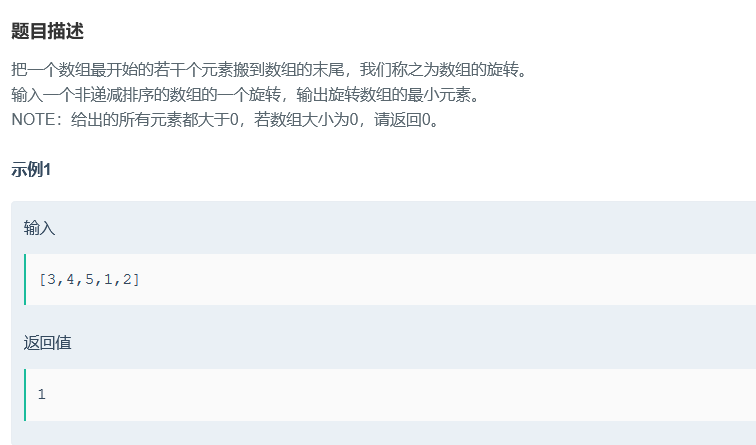 题目描述
把一个数组最开始的若干个元素搬到数组的末尾，我们称之为数组的旋转。
输入一个非递减排序的数组的一个旋转，输出旋转数组的最小元素。
NOTE：给出的所有元素都大于0，若数组大小为0，请返回0。
示例1
输入
[3,4,5,1,2]
返回值
1